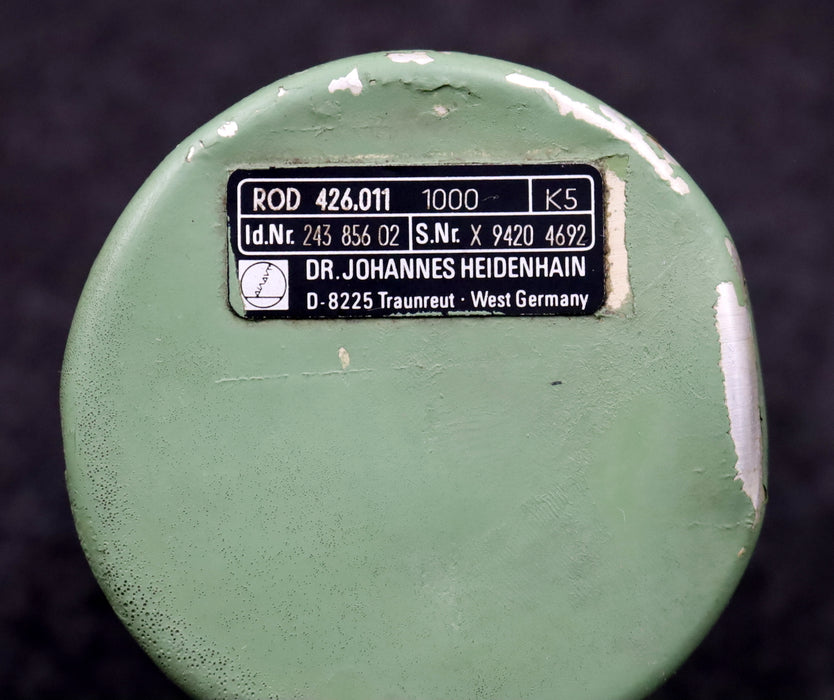 ROD 426.011 1000 K5
Id.Nr. 243 856 02 S.Nr. X 9420 4692
DR. JOHANNES HEIDENHAIN
D-8225 Traunreut · West Germany